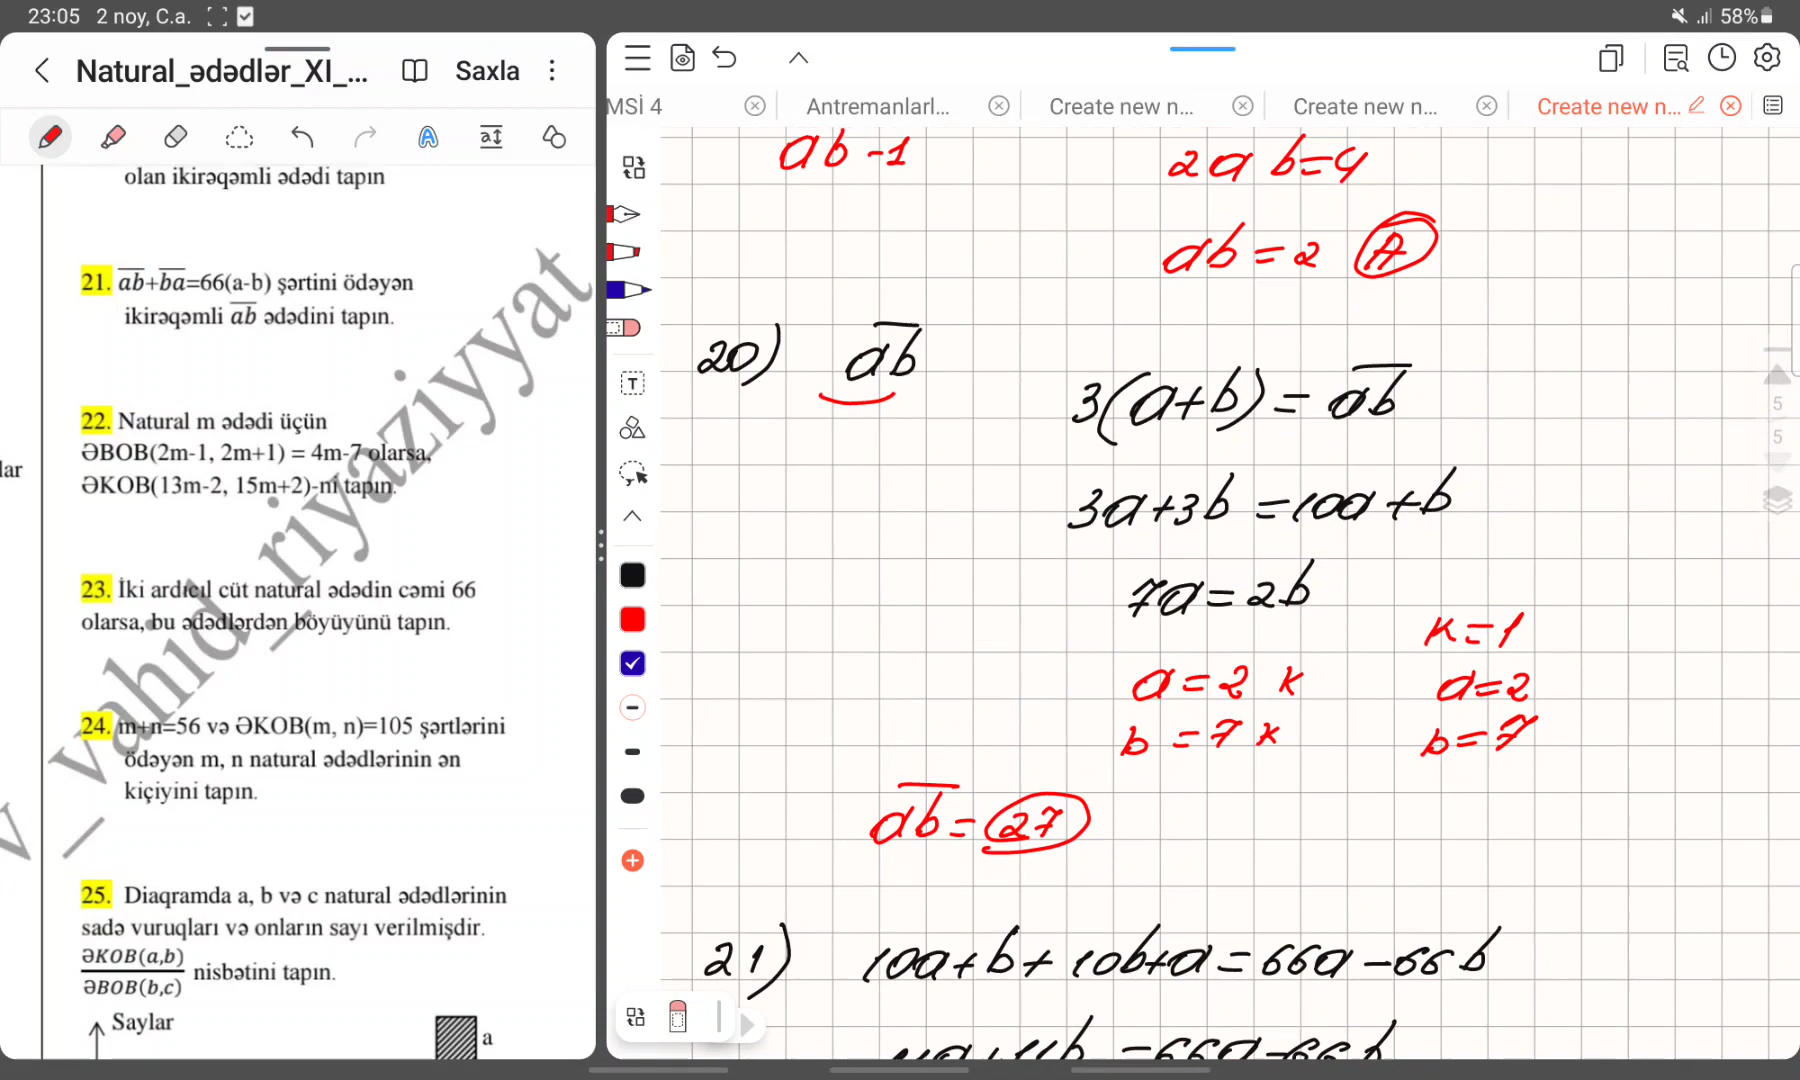 23:05 2 noy, C.a.
58%
Natural_ədədlər_XI_...
Saxla
olan ikirəqəmli ədədi tapın
21. ab+ba=66(a-b) şərtini ödəyən
ikirəqəmli ab ədədini tapın.
22. Natural m ədədi üçün
ƏBOB(2m-1, 2m+1) = 4m-7 olarsa,
ƏKOB(13m-2, 15m+2)-ni tapın.
lar
23. İki ardıcıl cüt natural ədədin cəmi 66
olarsa, bu ədədlərdən böyüyünü tapın.
24. m+n=56 və ƏKOB(m, n)=105 şərtlərini
ödəyən m, n natural ədədlərinin ən
kiçiyini tapın.
25. Diaqramda a, b və c natural ədədlərinin
sadə vuruqları və onların sayı verilmişdir.
ƏKOB(a,b)
ƏBOB(b,c)
nisbətini tapın.
Saylar
a
v_vahid_riyaziyyat
MSİ 4
Antremanlarl...
Create new n...
Create new n...
Create new n...
ab -1
2a b=4
ab = 2 A
20) ab
3(a+b) = ab
3a+3b =10a +b
7a = 2b
a = 2 k
b = 7 k
k=1
a=2
b=7
ab = 27
21) 10a+b+10b+a=66a-66b
5
5